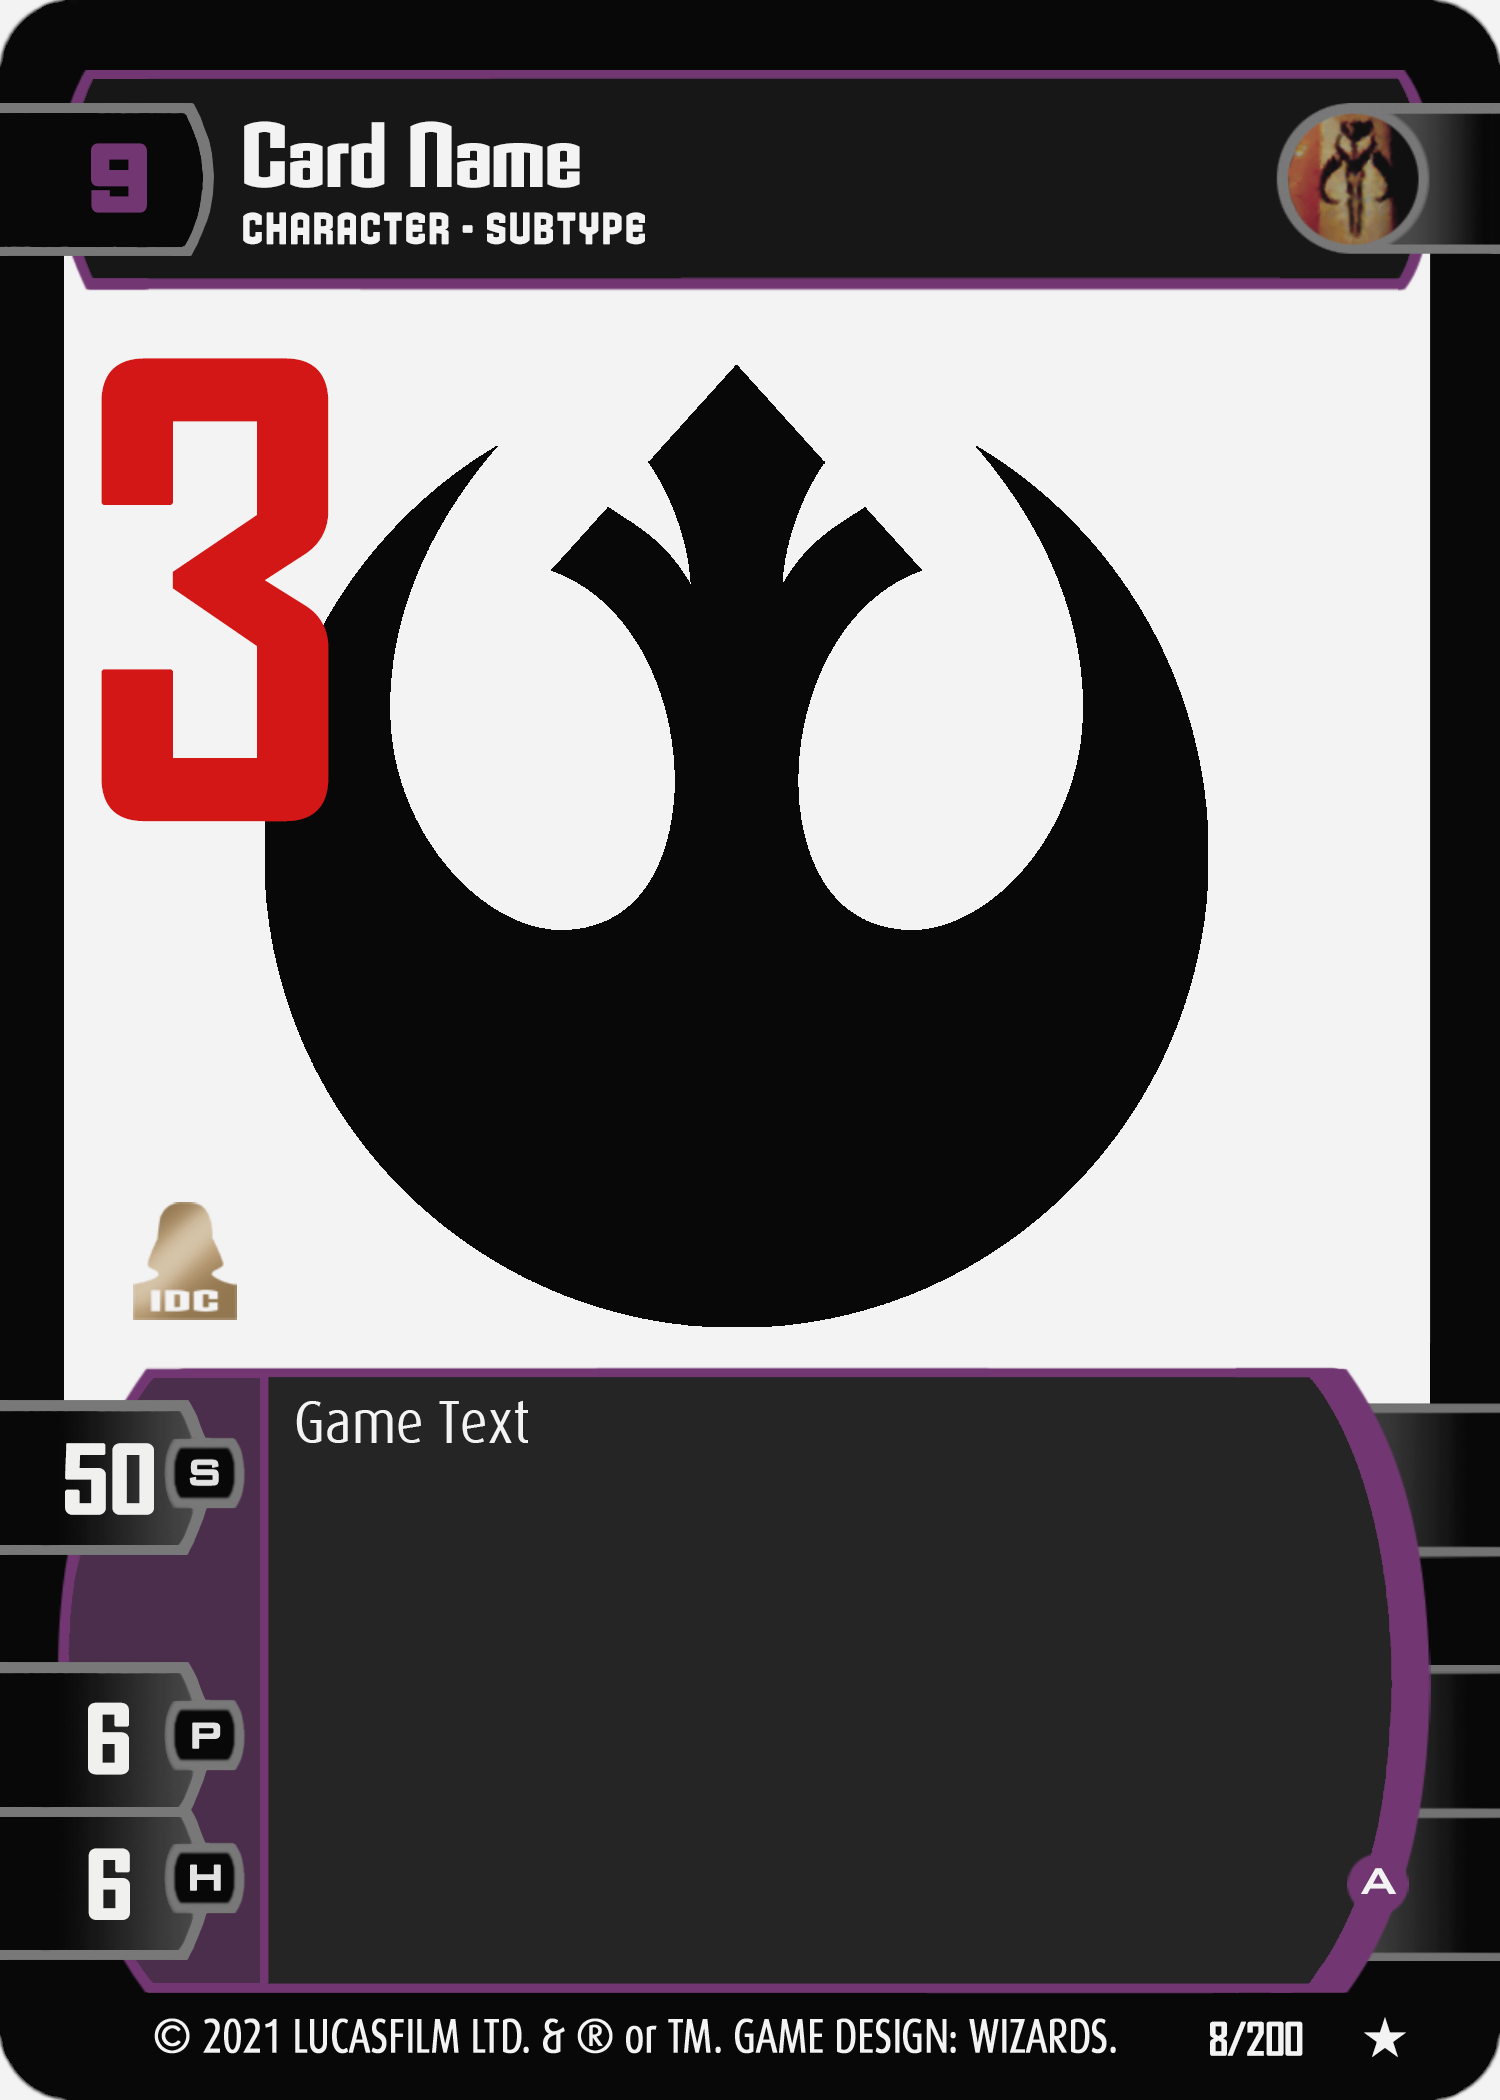 9
Card Name
CHARACTER - SUBTYPE
3
IDC
Game Text
50 S
6 P
6 H
A
© 2021 LUCASFILM LTD. & ® or TM. GAME DESIGN: WIZARDS. 8/200 ★